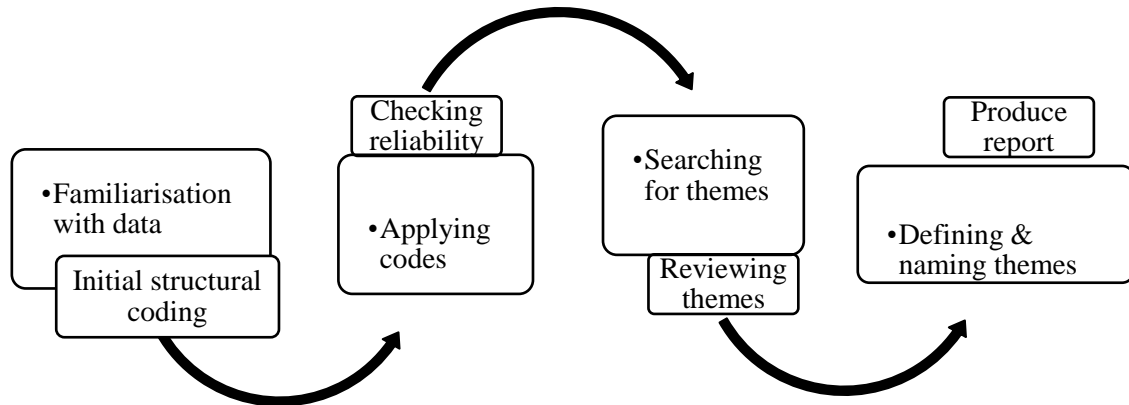 •Familiarisation
with data
Initial structural
coding
Checking
reliability
•Applying
codes
•Searching
for themes
Reviewing
themes
Produce
report
•Defining &
naming themes